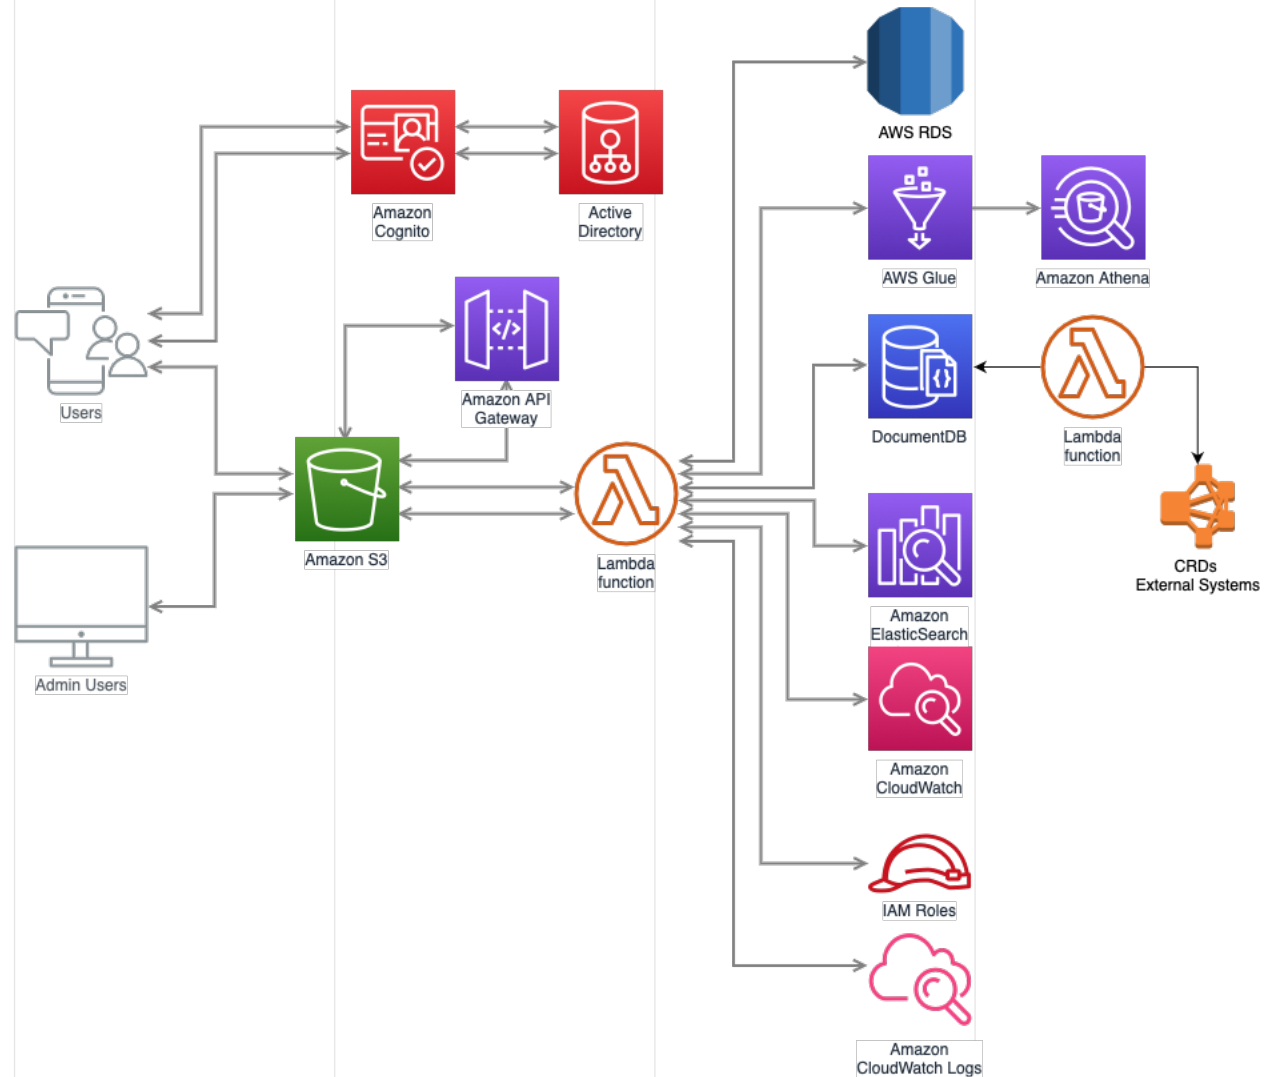 AWS RDS
Amazon
Cognito
Active
Directory
AWS Glue
Amazon Athena
Users
Amazon API
Gateway
DocumentDB
Lambda
function
Amazon S3
Lambda
function
CRDs
External Systems
Amazon
ElasticSearch
Admin Users
Amazon
CloudWatch
IAM Roles
Amazon
CloudWatch Logs